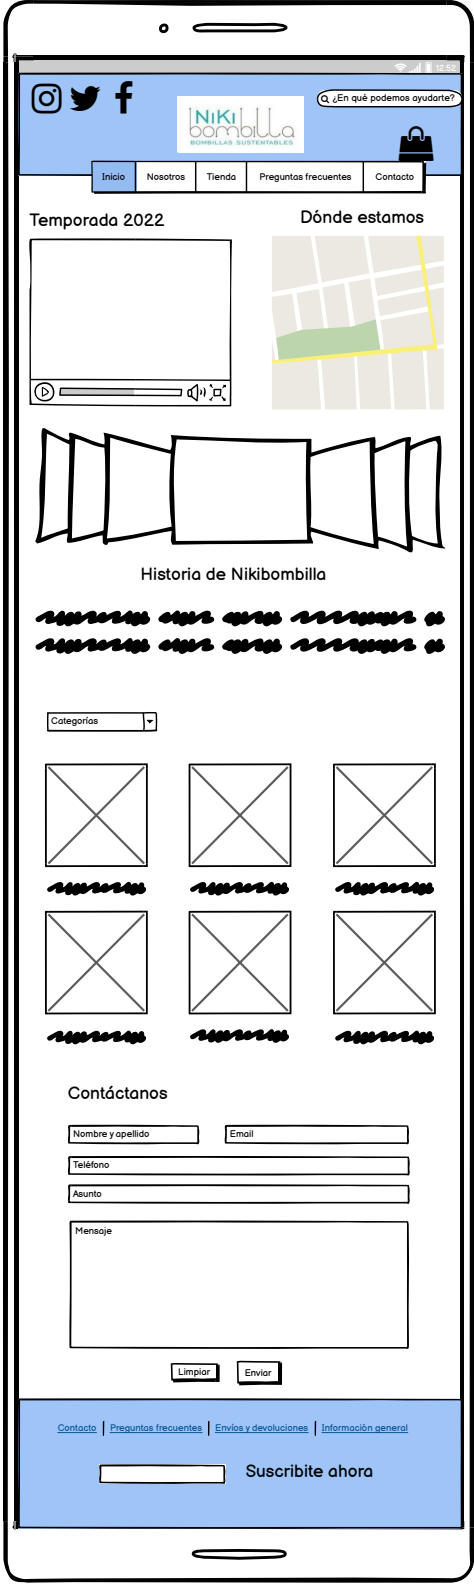 12:52
¿En qué podemos ayudarte?
NiKi
bombilla
BOMBILLAS SUSTENTABLES
Inicio
Nosotros
Tienda
Preguntas frecuentes
Contacto
Temporada 2022
Dónde estamos
Historia de Nikibombilla
Categorías
Contáctanos
Nombre y apellido
Email
Teléfono
Asunto
Mensaje
Limpiar
Enviar
Contacto
Preguntas frecuentes
Envíos y devoluciones
Información general
Suscribite ahora